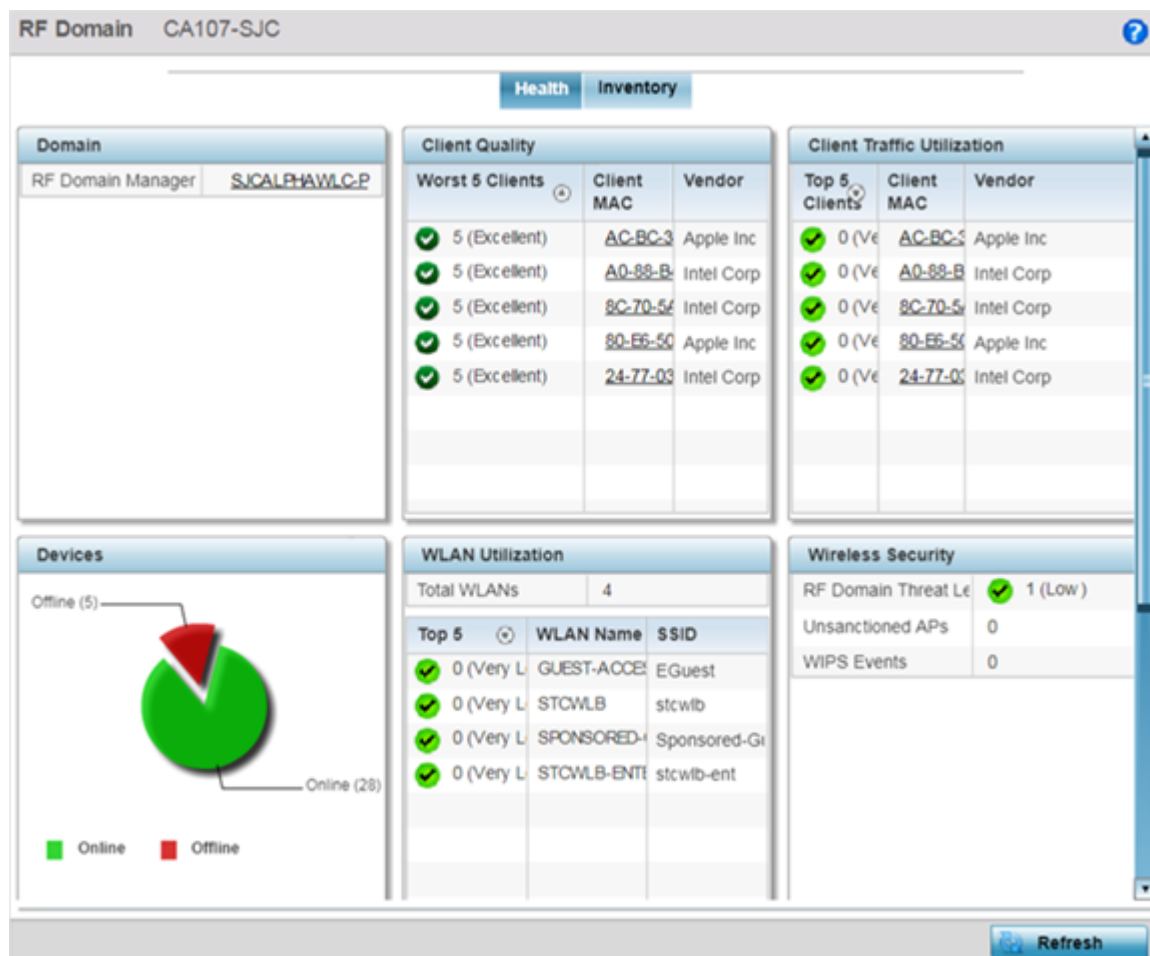 RF Domain CA107-SJC
Health Inventory
Domain
RF Domain Manager SJCALPHAWLC-P
Client Quality
Worst 5 Clients Client MAC Vendor
5 (Excellent) AC-BC-3 Apple Inc
5 (Excellent) A0-88-B Intel Corp
5 (Excellent) 8C-70-5A Intel Corp
5 (Excellent) 80-E6-50 Apple Inc
5 (Excellent) 24-77-03 Intel Corp
Client Traffic Utilization
Top 5 Clients Client MAC Vendor
0 (Ve AC-BC-3 Apple Inc
0 (Ve A0-88-B Intel Corp
0 (Ve 8C-70-5 Intel Corp
0 (Ve 80-E6-50 Apple Inc
0 (Ve 24-77-03 Intel Corp
Devices
Offline (5)
Online (28)
Online Offline
WLAN Utilization
Total WLANs 4
Top 5 WLAN Name SSID
0 (Very L GUEST-ACCES EGuest
0 (Very L STCWLB stcwlb
0 (Very L SPONSORED- Sponsored-Gu
0 (Very L STCWLB-ENTE stcwlb-ent
Wireless Security
RF Domain Threat Le 1 (Low)
Unsanctioned APs 0
WIPS Events 0
Refresh